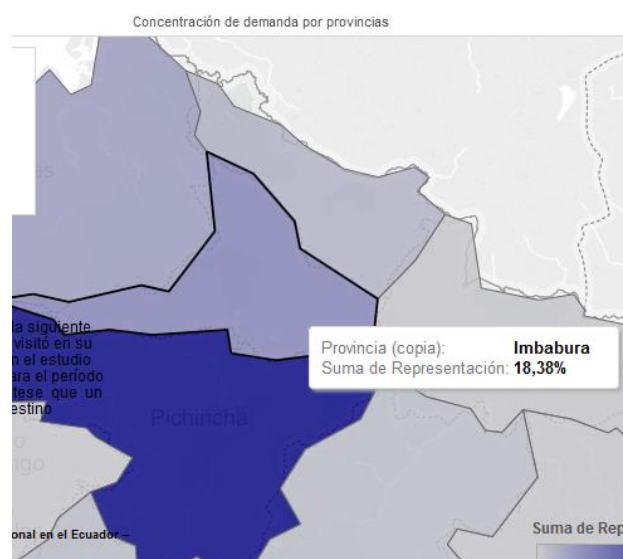 Concentración de demanda por provincias
as
la siguiente
visitó en su
n el estudio
ara el período
tese que un
estino
Provincia (copia): Imbabura
Suma de Representación: 18,38%
Pichincha
ngo
onal en el Ecuador –
Suma de Rep